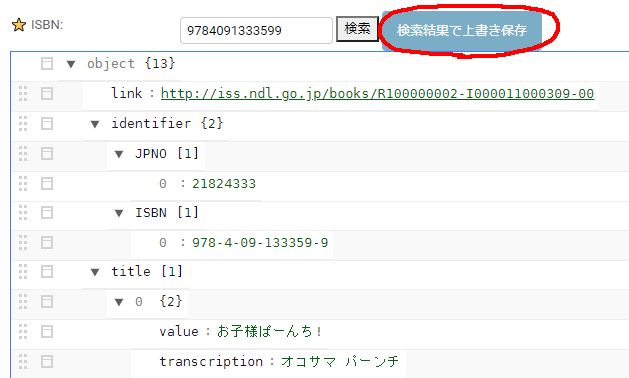 ISBN: 9784091333599 検索 検索結果で上書き保存
▼ object {13}
link : http://iss.ndl.go.jp/books/R100000002-I000011000309-00
▼ identifier {2}
▼ JPNO [1]
0 : 21824333
▼ ISBN [1]
0 : 978-4-09-133359-9
▼ title [1]
▼ 0 {2}
value : お子様ぱーんち!
transcription : オコサマ パーンチ